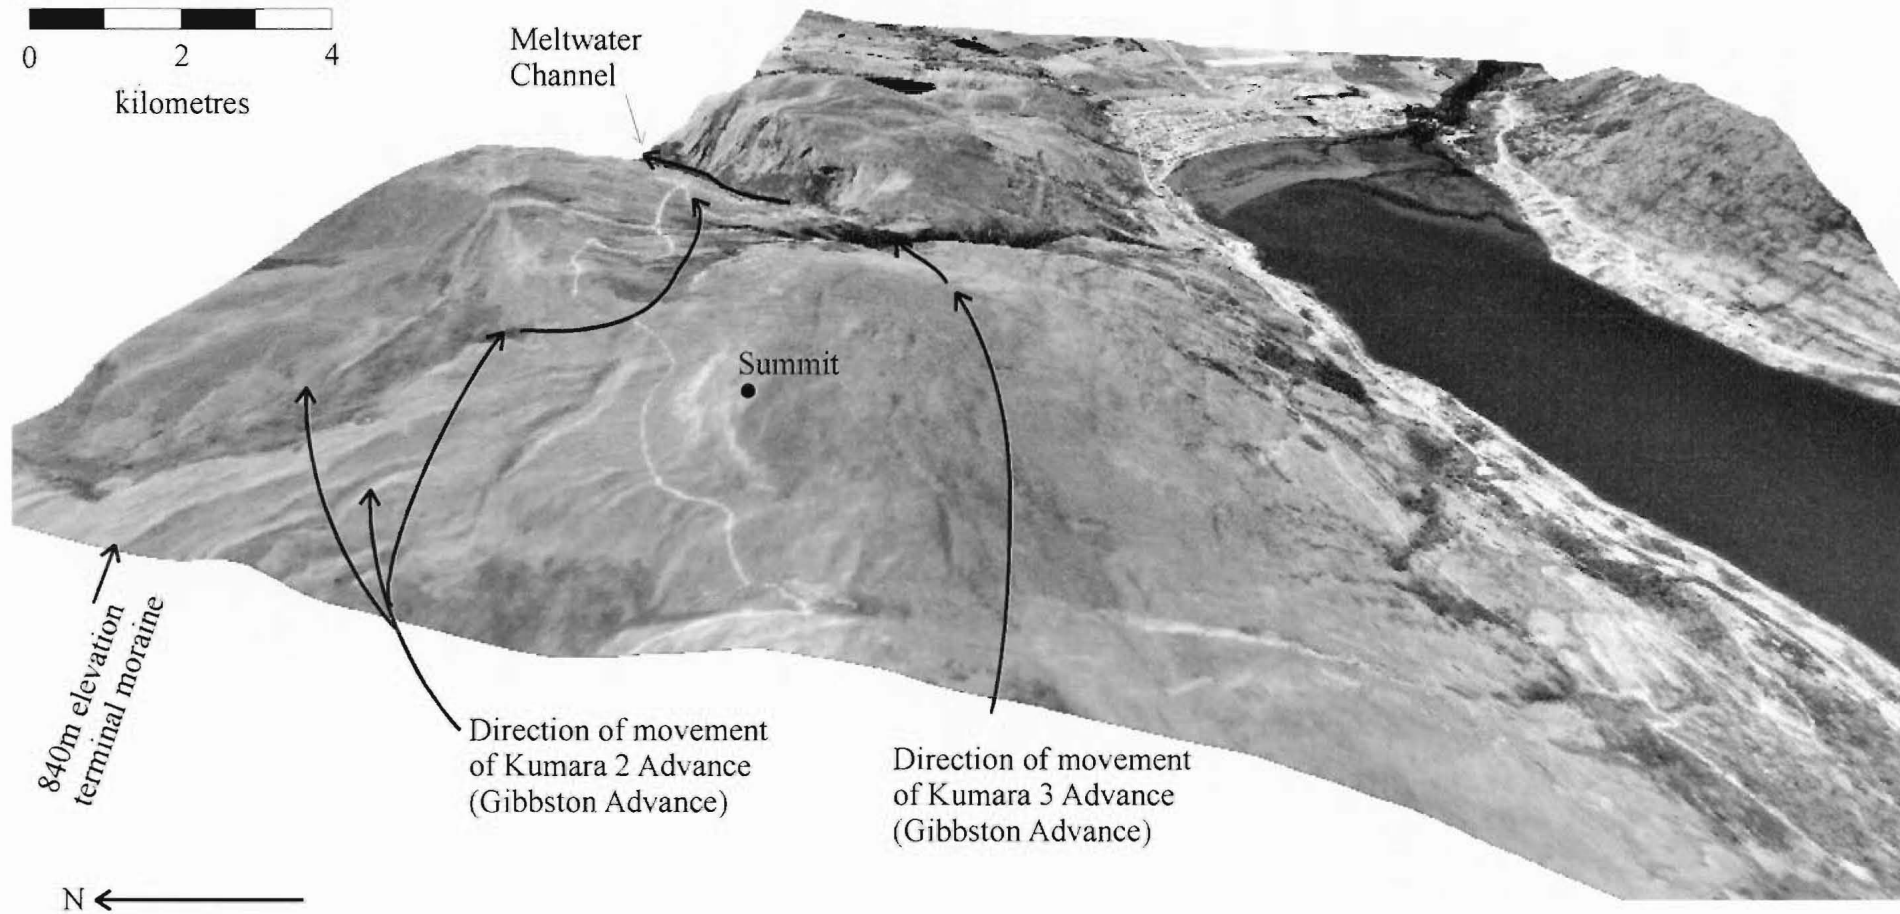 0 2 4
kilometres
Meltwater
Channel
Summit
840m elevation
terminal moraine
Direction of movement
of Kumara 2 Advance
(Gibbston Advance)
Direction of movement
of Kumara 3 Advance
(Gibbston Advance)
N